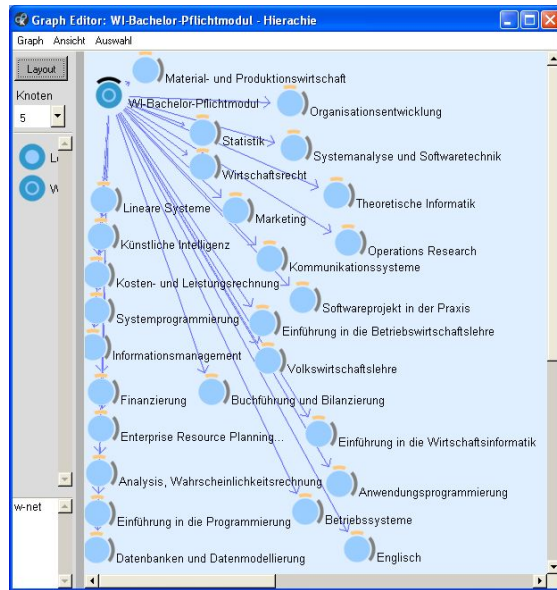 Graph Editor: WI-Bachelor-Pflichtmodul - Hierachie
Graph Ansicht Auswahl
Layout
Knoten
5
w-net
Material- und Produktionswirtschaft
WI-Bachelor-Pflichtmodul
Organisationsentwicklung
Statistik
Systemanalyse und Softwaretechnik
Wirtschaftsrecht
Theoretische Informatik
Lineare Systeme
Marketing
Künstliche Intelligenz
Operations Research
Kommunikationssysteme
Kosten- und Leistungsrechnung
Softwareprojekt in der Praxis
Systemprogrammierung
Einführung in die Betriebswirtschaftslehre
Informationsmanagement
Volkswirtschaftslehre
Finanzierung
Buchführung und Bilanzierung
Enterprise Resource Planning...
Einführung in die Wirtschaftsinformatik
Analysis, Wahrscheinlichkeitsrechnung
Anwendungsprogrammierung
Einführung in die Programmierung
Betriebssysteme
Datenbanken und Datenmodellierung
Englisch